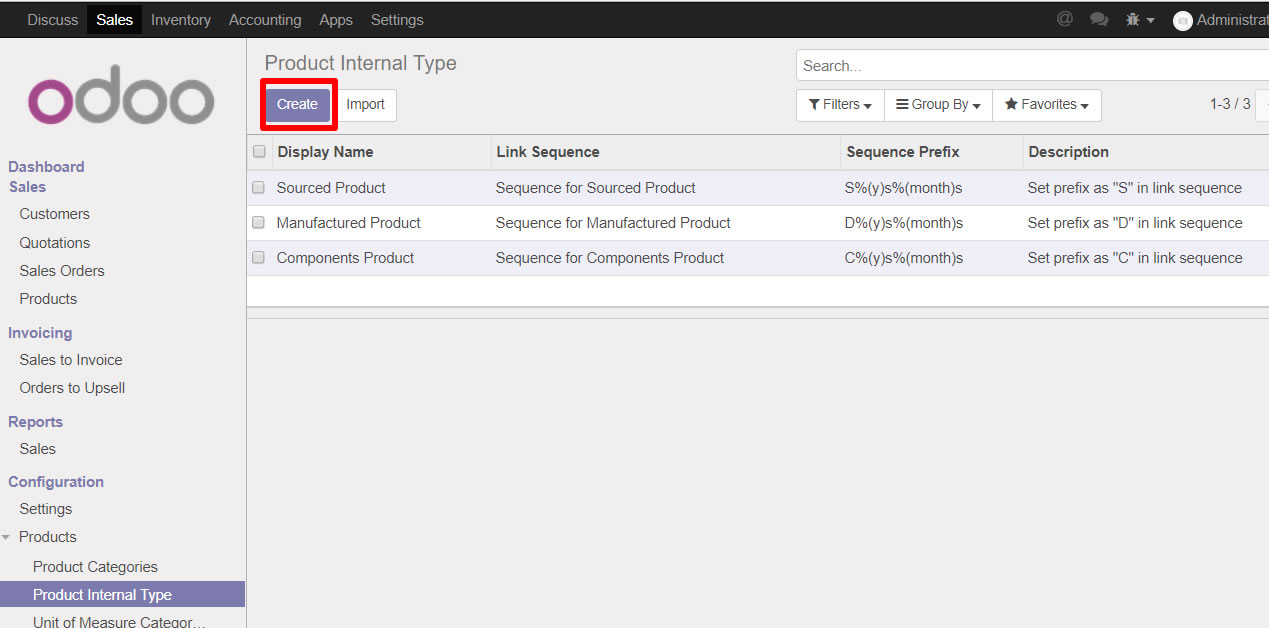 Discuss Sales Inventory Accounting Apps Settings @ Administrat
odoo
Dashboard
Sales
Customers
Quotations
Sales Orders
Products
Invoicing
Sales to Invoice
Orders to Upsell
Reports
Sales
Configuration
Settings
Products
Product Categories
Product Internal Type
Unit of Measure Categor...
Product Internal Type
Search...
Create Import
Filters Group By Favorites 1-3 / 3
Display Name Link Sequence Sequence Prefix Description
Sourced Product Sequence for Sourced Product S%(y)s%(month)s Set prefix as "S" in link sequence
Manufactured Product Sequence for Manufactured Product D%(y)s%(month)s Set prefix as "D" in link sequence
Components Product Sequence for Components Product C%(y)s%(month)s Set prefix as "C" in link sequence